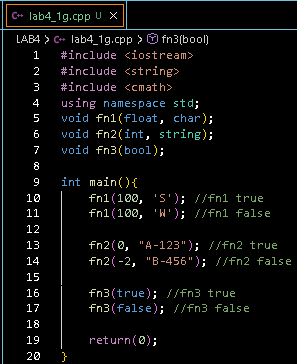 lab4_1g.cpp U ×
LAB4 > lab4_1g.cpp > fn3(bool)
1 #include <iostream>
2 #include <string>
3 #include <cmath>
4 using namespace std;
5 void fn1(float, char);
6 void fn2(int, string);
7 void fn3(bool);
8
9 int main(){
10 fn1(100, 'S'); //fn1 true
11 fn1(100, 'W'); //fn1 false
12
13 fn2(0, "A-123"); //fn2 true
14 fn2(-2, "B-456"); //fn2 false
15
16 fn3(true); //fn3 true
17 fn3(false); //fn3 false
18
19 return(0);
20 }